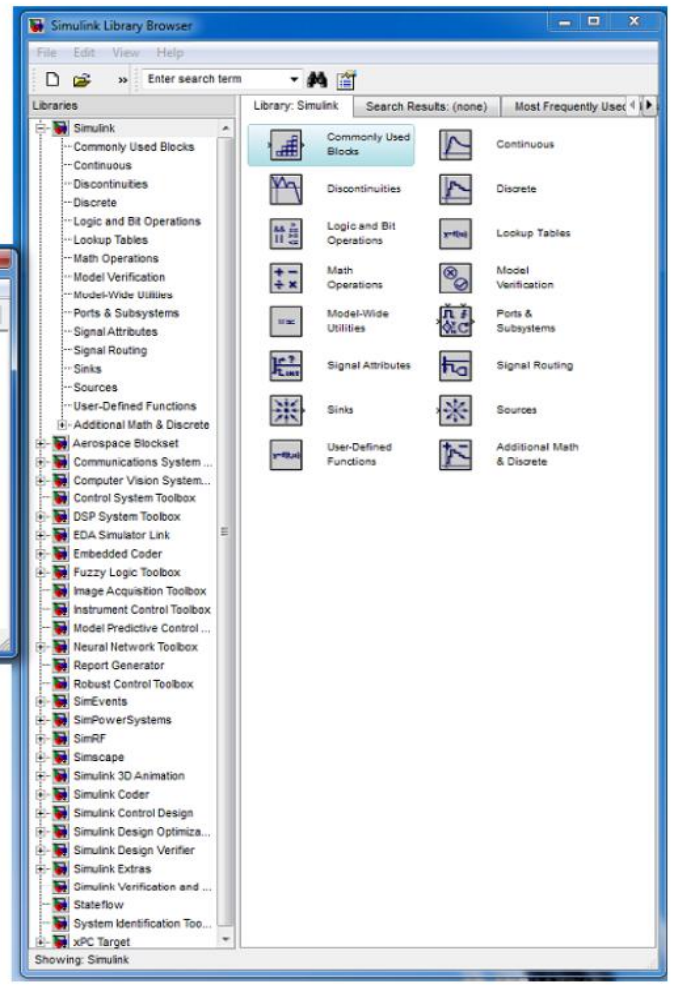 Simulink Library Browser
File Edit View Help
» Enter search term
Libraries
Library: Simulink Search Results: (none) Most Frequently Used
Simulink
Commonly Used Blocks
Continuous
Discontinuities
Discrete
Logic and Bit Operations
Lookup Tables
Math Operations
Model Verification
Model-Wide Utilities
Ports & Subsystems
Signal Attributes
Signal Routing
Sinks
Sources
User-Defined Functions
Additional Math & Discrete
Aerospace Blockset
Communications System ...
Computer Vision System...
Control System Toolbox
DSP System Toolbox
EDA Simulator Link
Embedded Coder
Fuzzy Logic Toolbox
Image Acquisition Toolbox
Instrument Control Toolbox
Model Predictive Control ...
Neural Network Toolbox
Report Generator
Robust Control Toolbox
SimEvents
SimPowerSystems
SimRF
Simscape
Simulink 3D Animation
Simulink Coder
Simulink Control Design
Simulink Design Optimiza...
Simulink Design Verifier
Simulink Extras
Simulink Verification and ...
Stateflow
System Identification Too...
xPC Target
Commonly Used
Blocks
Continuous
Discontinuities
Discrete
Logic and Bit
Operations
Lookup Tables
Math
Operations
Model
Verification
Model-Wide
Utilities
Ports &
Subsystems
Signal Attributes
Signal Routing
Sinks
Sources
User-Defined
Functions
Additional Math
& Discrete
Showing: Simulink